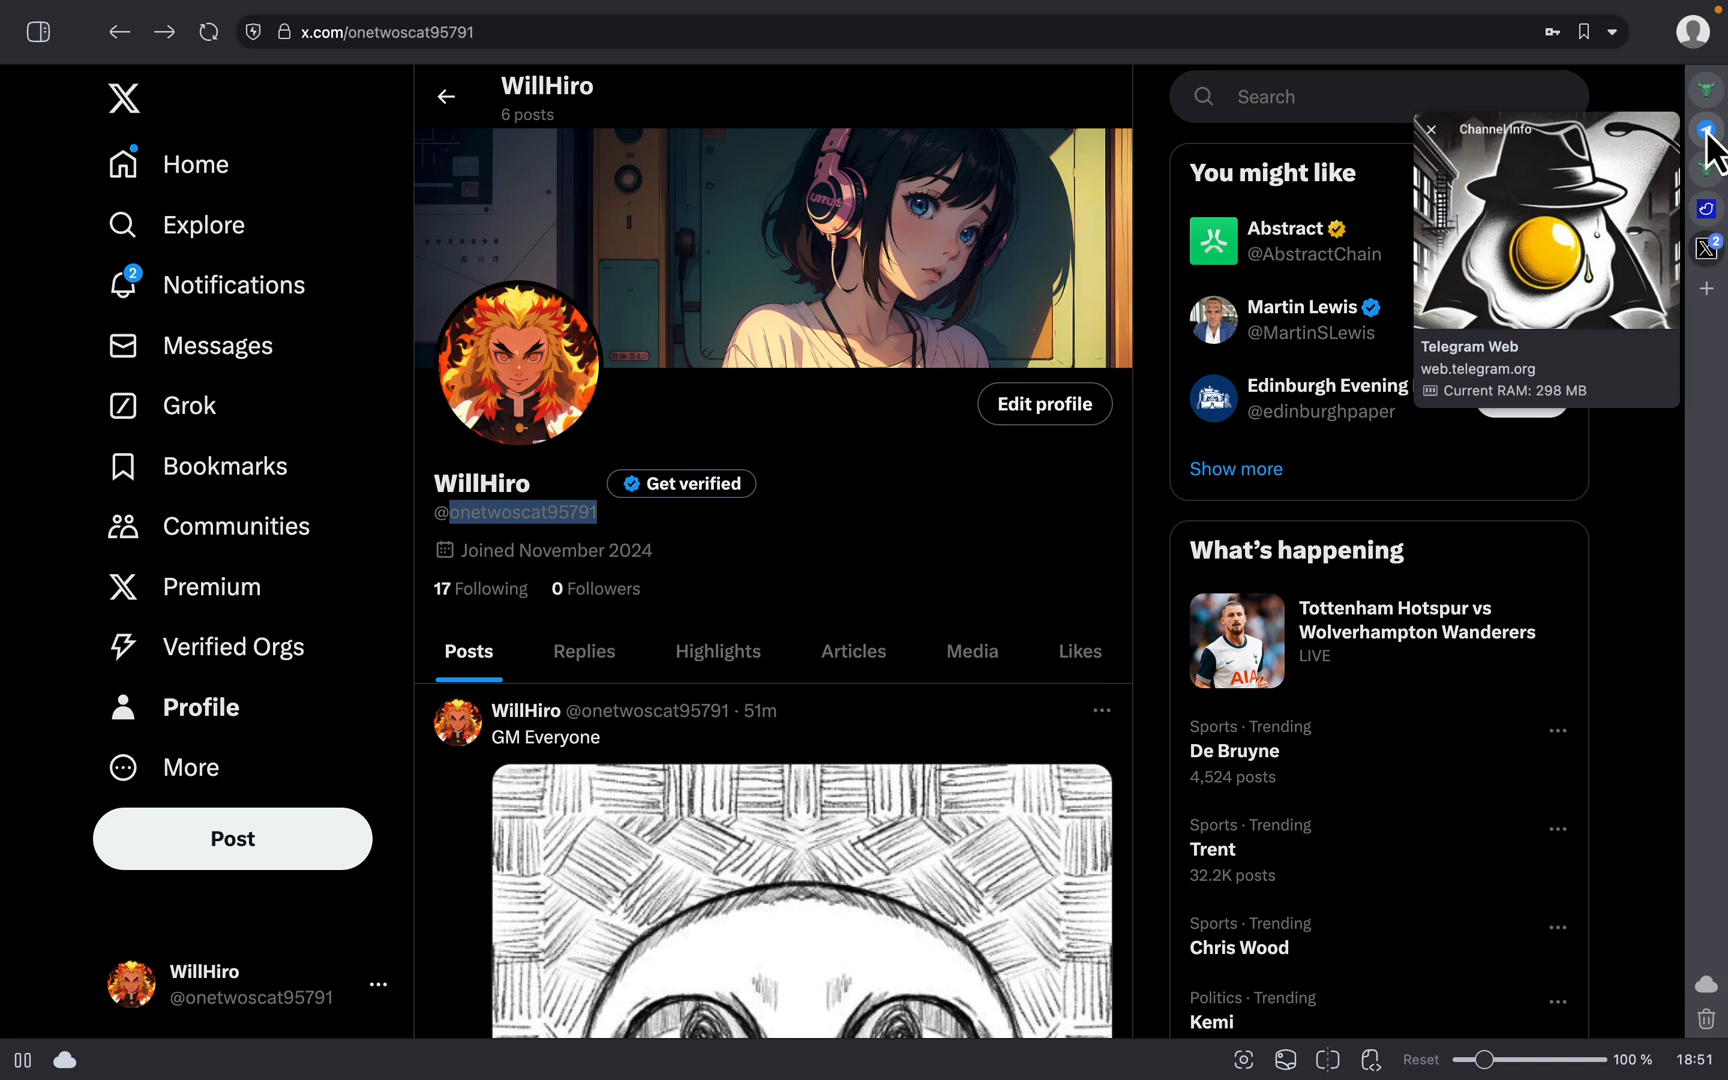 x.com/onetwoscat95791
WillHiro
6 posts
Home
Explore
2
Notifications
Messages
Grok
Bookmarks
Communities
Premium
Verified Orgs
Profile
More
Post
WillHiro
@onetwoscat95791
Edit profile
WillHiro
Get verified
@onetwoscat95791
Joined November 2024
17 Following 0 Followers
Posts Replies Highlights Articles Media Likes
WillHiro @onetwoscat95791 · 51m
GM Everyone
Search
You might like
Abstract
@AbstractChain
Martin Lewis
@MartinSLewis
Edinburgh Evening
@edinburghpaper
Show more
What's happening
Tottenham Hotspur vs
Wolverhampton Wanderers
LIVE
AIA
Sports · Trending
De Bruyne
4,524 posts
Sports · Trending
Trent
32.2K posts
Sports · Trending
Chris Wood
Politics · Trending
Kemi
Channel Info
Telegram Web
web.telegram.org
Current RAM: 298 MB
2
Reset 100 % 18:51